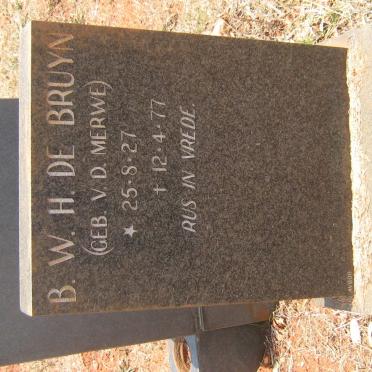 B. W. H. DE BRUYN
(GEB. V.D. MERWE)
★ 25-8-27
† 12-4-77
RUS IN VREDE